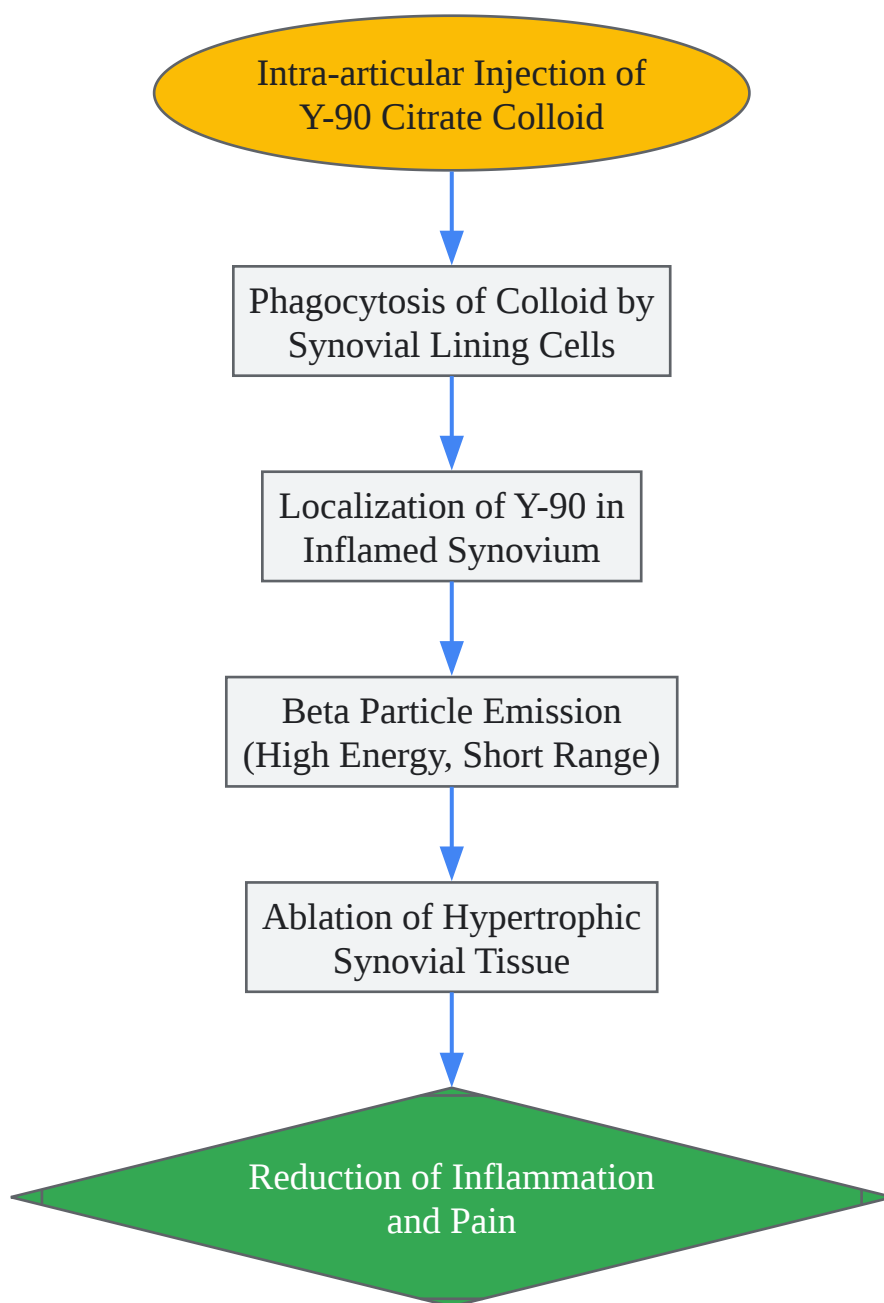 Intra-articular Injection of
Y-90 Citrate Colloid
Phagocytosis of Colloid by
Synovial Lining Cells
Localization of Y-90 in
Inflamed Synovium
Beta Particle Emission
(High Energy, Short Range)
Ablation of Hypertrophic
Synovial Tissue
Reduction of Inflammation
and Pain